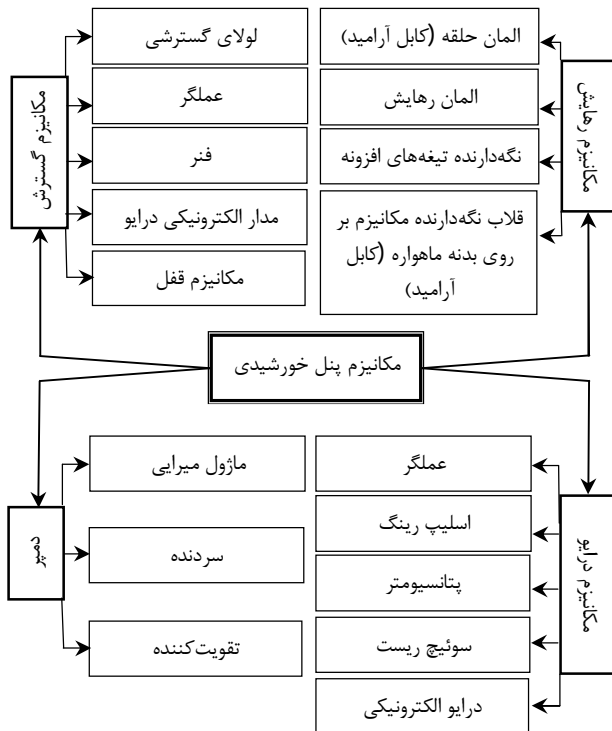 مکانیزم رهایش
المان حلقه (کابل آرامید)
المان رهایش
نگه‌دارنده تیغه‌های افزونه
قلاب نگه‌دارنده مکانیزم بر
روی بدنه ماهواره (کابل
آرامید)
مکانیزم گسترش
لولای گسترشی
عملگر
فنر
مدار الکترونیکی درایو
مکانیزم قفل
مکانیزم پنل خورشیدی
مکانیزم درایو
عملگر
اسلیپ رینگ
پتانسیومتر
سوئیچ ریست
درایو الکترونیکی
دمپر
ماژول میرایی
سردنده
تقویت‌کننده